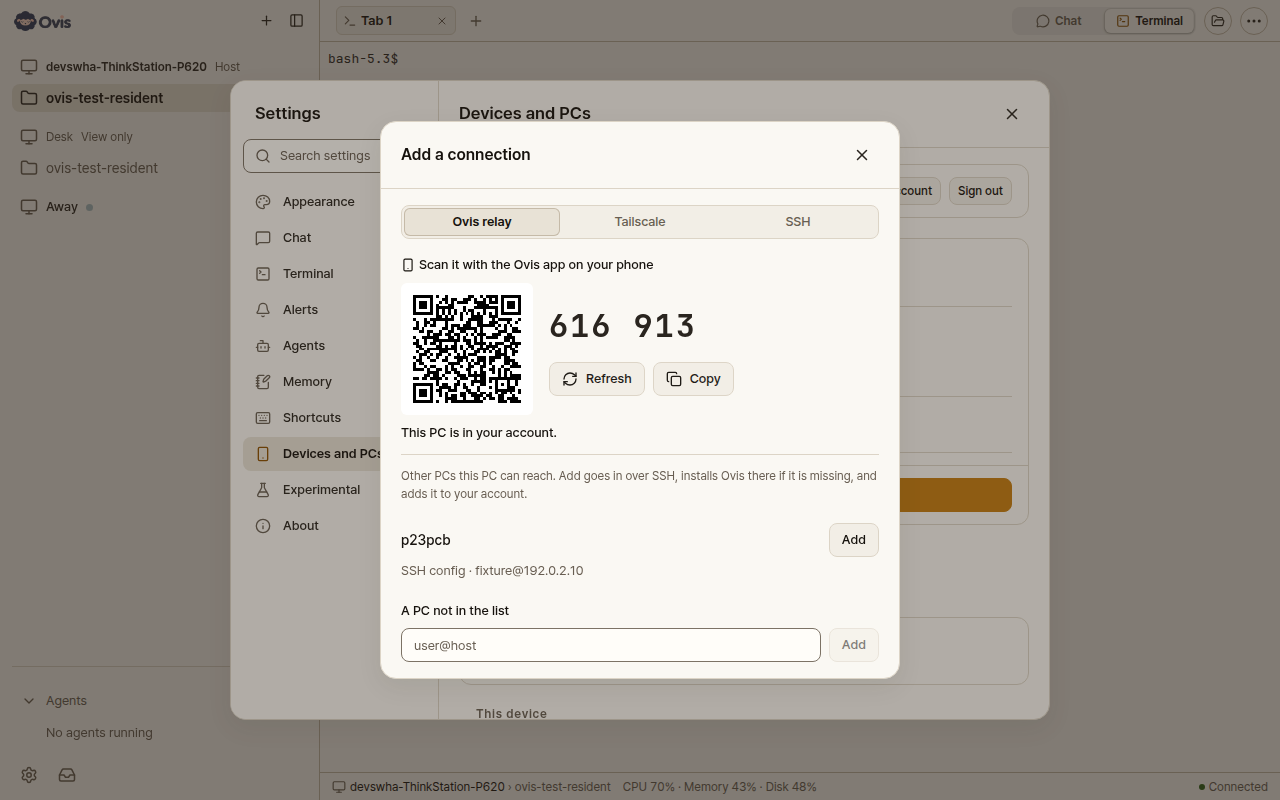 Ovis
Tab 1
Chat
Terminal
devswha-ThinkStation-P620 Host
bash-5.3$
ovis-test-resident
Desk View only
ovis-test-resident
Away
Settings
Search settings
Appearance
Chat
Terminal
Alerts
Agents
Memory
Shortcuts
Devices and PCs
Experimental
About
Devices and PCs
Sign out
This device
Add a connection
Ovis relay
Tailscale
SSH
Scan it with the Ovis app on your phone
616 913
Refresh
Copy
This PC is in your account.
Other PCs this PC can reach. Add goes in over SSH, installs Ovis there if it is missing, and
adds it to your account.
p23pcb
Add
SSH config · fixture@192.0.2.10
A PC not in the list
user@host
Add
Agents
No agents running
devswha-ThinkStation-P620 › ovis-test-resident CPU 70% · Memory 43% · Disk 48%
Connected